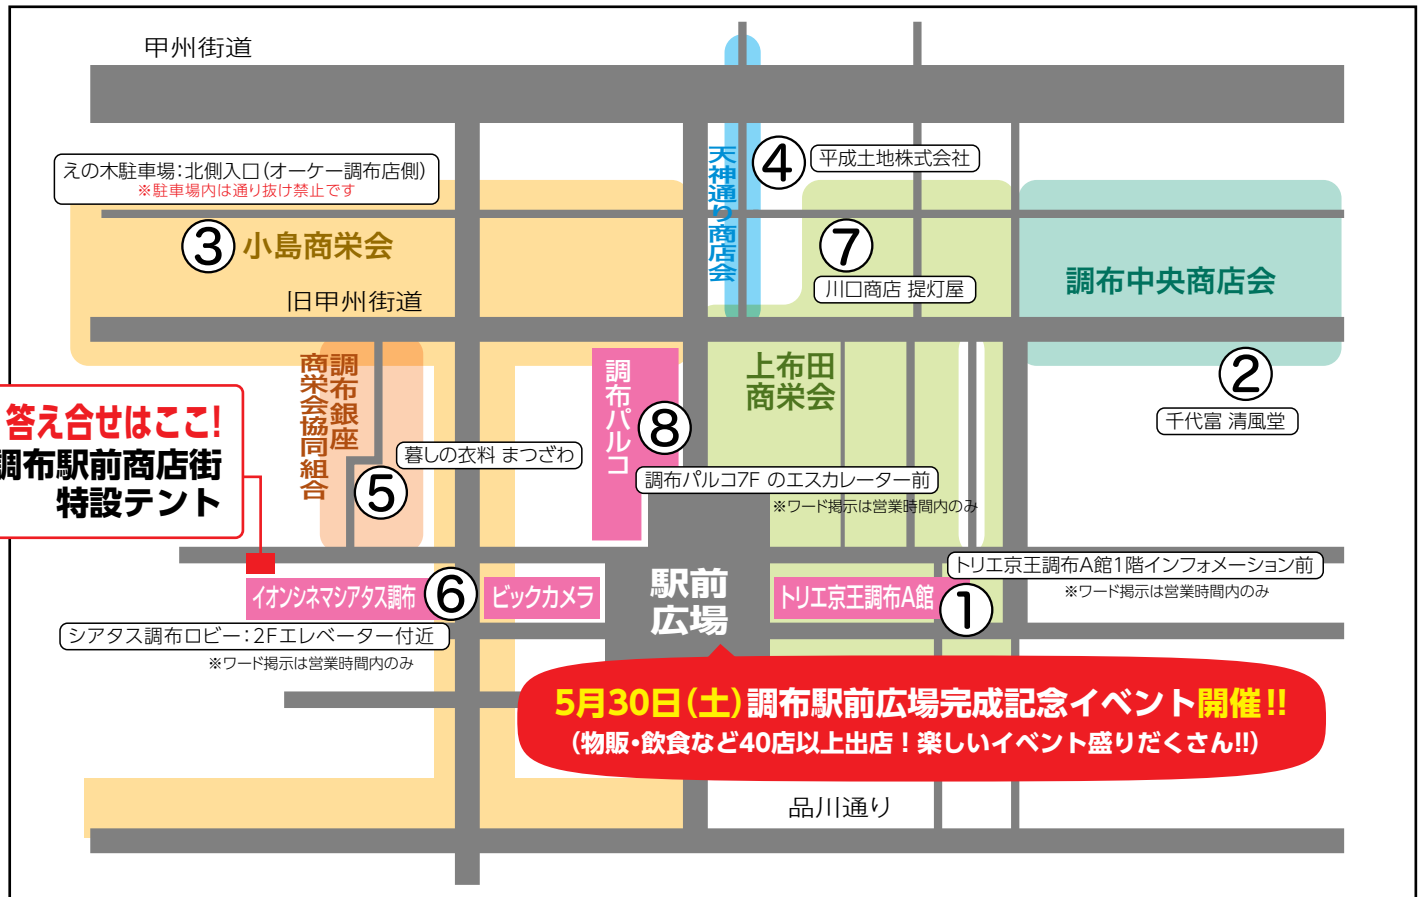 甲州街道
えの木駐車場：北側入口（オーケー調布店側）
※駐車場内は通り抜け禁止です
③
小島商栄会
旧甲州街道
天神通り商店会
④
平成土地株式会社
⑦
川口商店 提灯屋
調布中央商店会
②
千代富 清風堂
答え合せはここ!
調布駅前商店街
特設テント
調布銀座
商栄会協同組合
⑤
暮しの衣料 まつざわ
調布パルコ
⑧
調布パルコ7F のエスカレーター前
※ワード掲示は営業時間内のみ
上布田
商栄会
イオンシネマシアタス調布
⑥
シアタス調布ロビー：2Fエレベーター付近
※ワード掲示は営業時間内のみ
ビックカメラ
駅前
広場
トリエ京王調布A館
①
トリエ京王調布A館1階インフォメーション前
※ワード掲示は営業時間内のみ
5月30日（土）調布駅前広場完成記念イベント開催!!
（物販・飲食など40店以上出店！楽しいイベント盛りだくさん!!）
品川通り